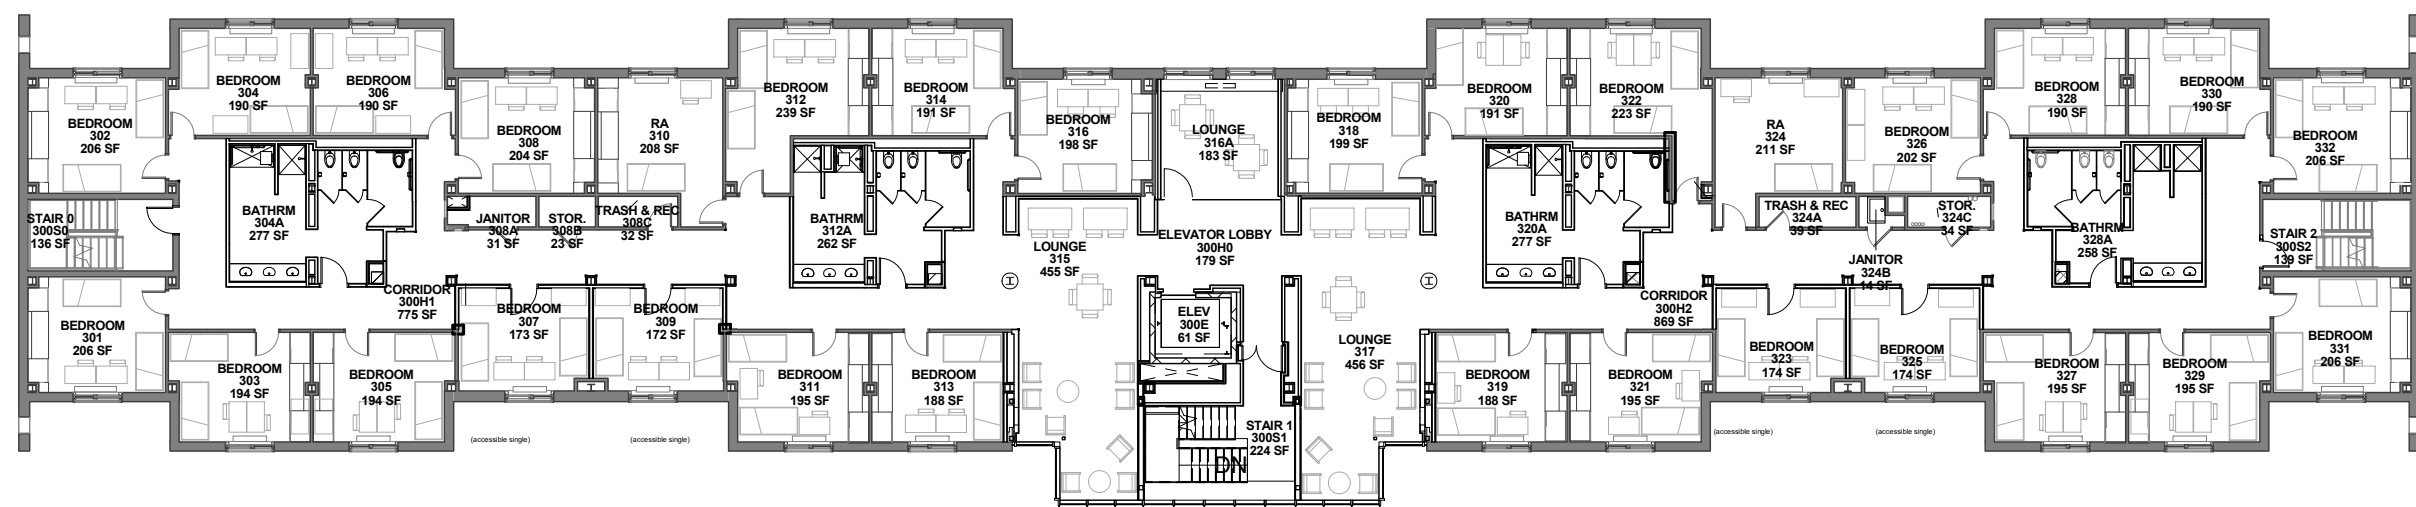 BEDROOM
302
206 SF
BEDROOM
304
190 SF
BEDROOM
306
190 SF
BEDROOM
308
204 SF
RA
310
208 SF
BEDROOM
312
239 SF
BEDROOM
314
191 SF
BEDROOM
316
198 SF
LOUNGE
316A
183 SF
BEDROOM
318
199 SF
BEDROOM
320
191 SF
BEDROOM
322
223 SF
RA
324
211 SF
BEDROOM
326
202 SF
BEDROOM
328
190 SF
BEDROOM
330
190 SF
BEDROOM
332
206 SF
STAIR 0
300S0
136 SF
BATHRM
304A
277 SF
JANITOR
308A
31 SF
STOR.
308B
23 SF
TRASH & REC
308C
32 SF
BATHRM
312A
262 SF
LOUNGE
315
455 SF
ELEVATOR LOBBY
300H0
179 SF
BATHRM
320A
277 SF
TRASH & REC
324A
39 SF
JANITOR
324B
14 SF
STOR.
324C
34 SF
BATHRM
328A
258 SF
STAIR 2
300S2
139 SF
CORRIDOR
300H1
775 SF
ELEV
300E
61 SF
CORRIDOR
300H2
869 SF
BEDROOM
301
206 SF
BEDROOM
303
194 SF
BEDROOM
305
194 SF
BEDROOM
307
173 SF
BEDROOM
309
172 SF
BEDROOM
311
195 SF
BEDROOM
313
188 SF
LOUNGE
317
456 SF
BEDROOM
319
188 SF
BEDROOM
321
195 SF
BEDROOM
323
174 SF
BEDROOM
325
174 SF
BEDROOM
327
195 SF
BEDROOM
329
195 SF
BEDROOM
331
206 SF
STAIR 1
300S1
224 SF
DN
(accessible single)
(accessible single)
(accessible single)
(accessible single)